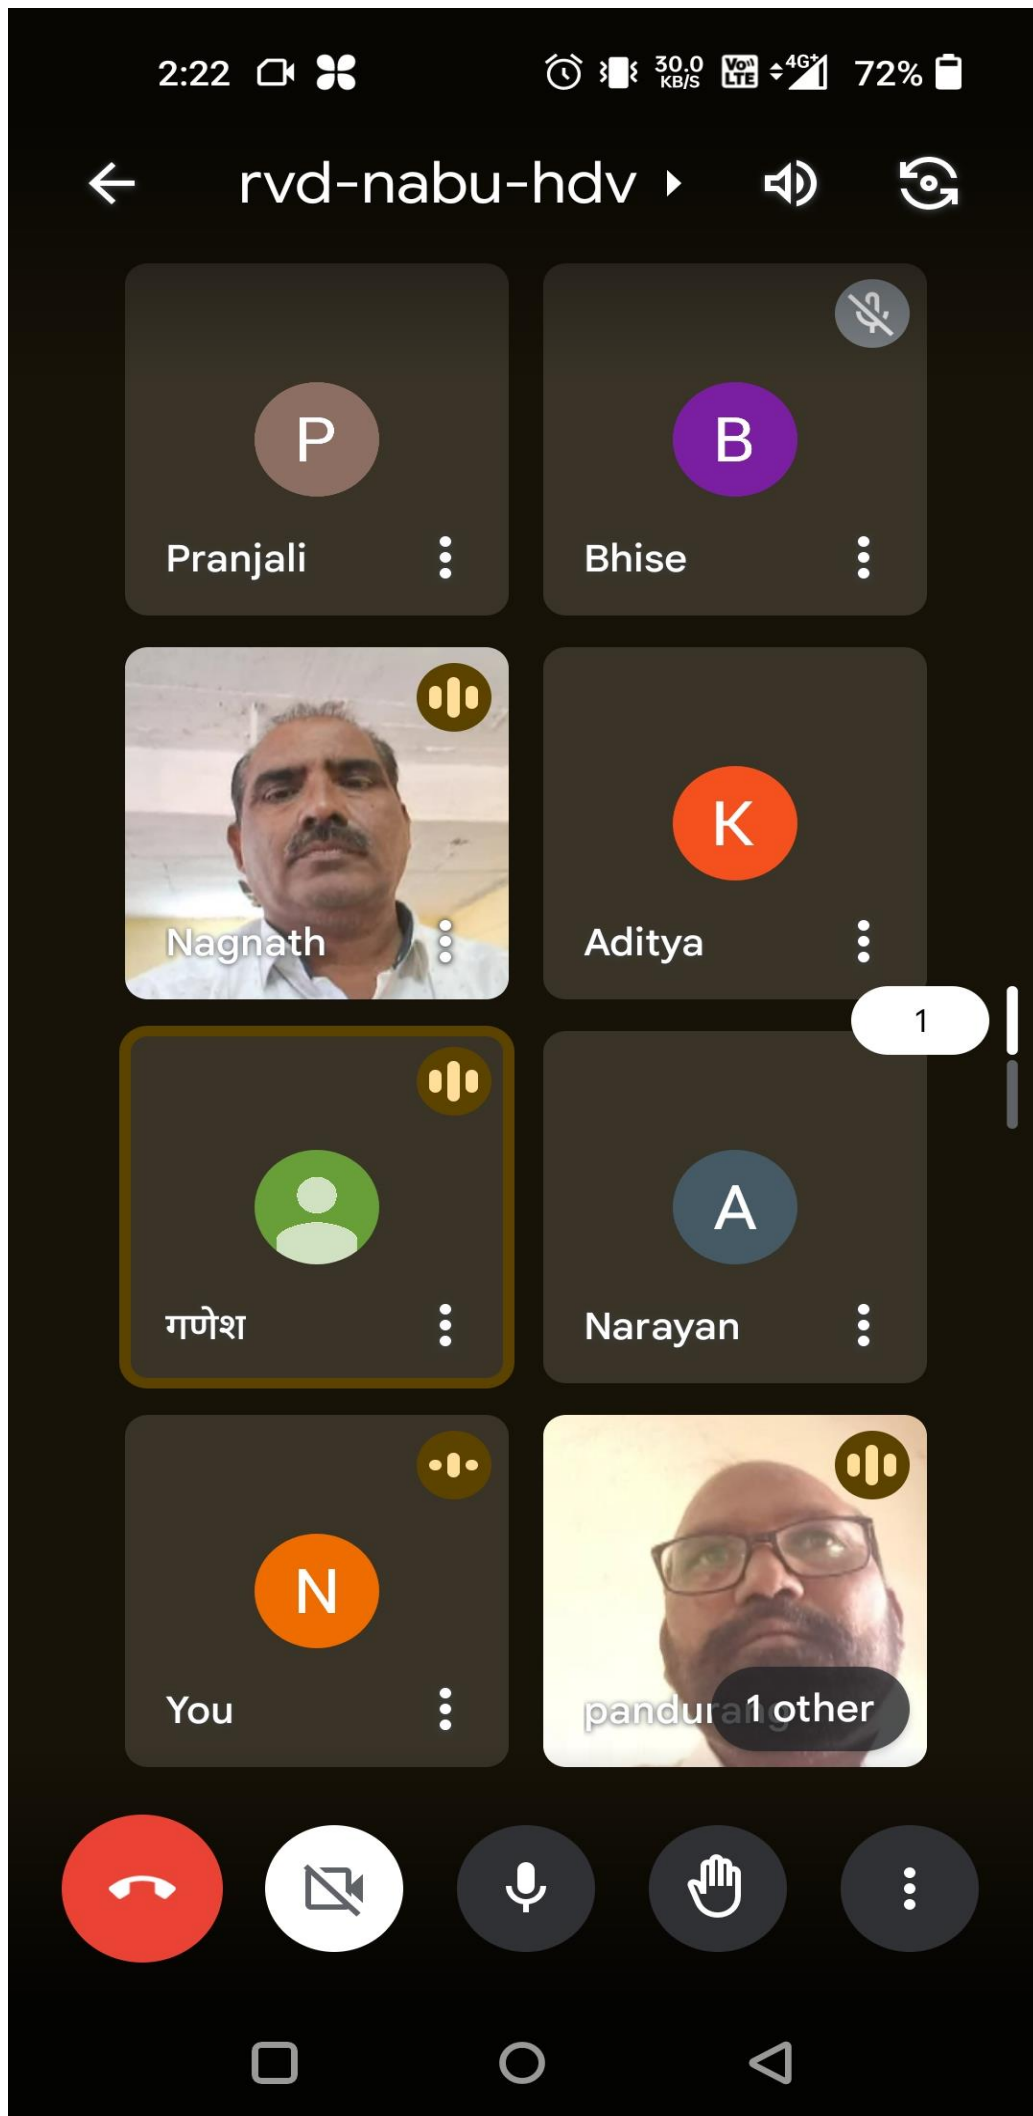 2:22 30.0 KB/S Vo)) LTE 4G+ 72%
rvd-nabu-hdv
P B
Pranjali Bhise
K
Nagnath Aditya
1
A
गणेश Narayan
N
You pandurang 1 other